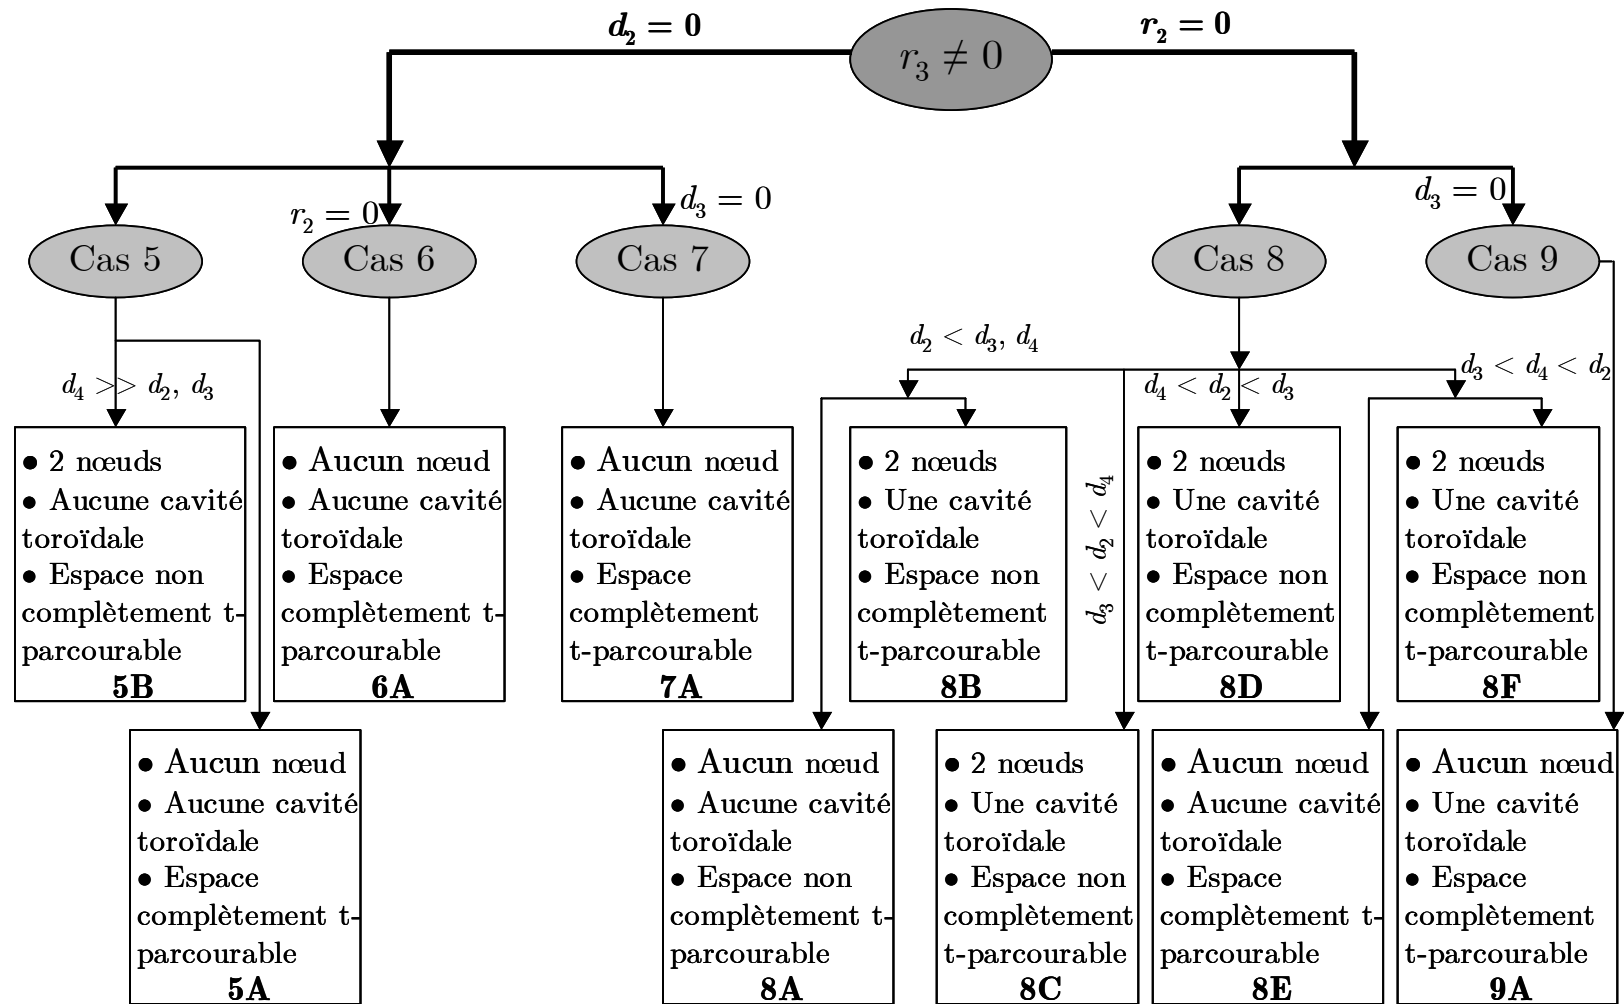 d₂ = 0
r₃ ≠ 0
r₂ = 0
r₂ = 0
d₃ = 0
d₃ = 0
Cas 5
Cas 6
Cas 7
Cas 8
Cas 9
d₄ >> d₂, d₃
d₂ < d₃, d₄
d₃ < d₂ < d₄
d₄ < d₂ < d₃
d₃ < d₄ < d₂
● 2 nœuds
● Aucune cavité
toroïdale
● Espace non
complètement t-
parcourable
5B
● Aucun nœud
● Aucune cavité
toroïdale
● Espace
complètement t-
parcourable
6A
● Aucun nœud
● Aucune cavité
toroïdale
● Espace
complètement
t-parcourable
7A
● 2 nœuds
● Une cavité
toroïdale
● Espace non
complètement
t-parcourable
8B
● 2 nœuds
● Une cavité
toroïdale
● Espace non
complètement
t-parcourable
8D
● 2 nœuds
● Une cavité
toroïdale
● Espace non
complètement
t-parcourable
8F
● Aucun nœud
● Aucune cavité
toroïdale
● Espace
complètement t-
parcourable
5A
● Aucun nœud
● Aucune cavité
toroïdale
● Espace non
complètement t-
parcourable
8A
● 2 nœuds
● Une cavité
toroïdale
● Espace non
complètement
t-parcourable
8C
● Aucun nœud
● Aucune cavité
toroïdale
● Espace
complètement t-
parcourable
8E
● Aucun nœud
● Une cavité
toroïdale
● Espace
complètement
t-parcourable
9A